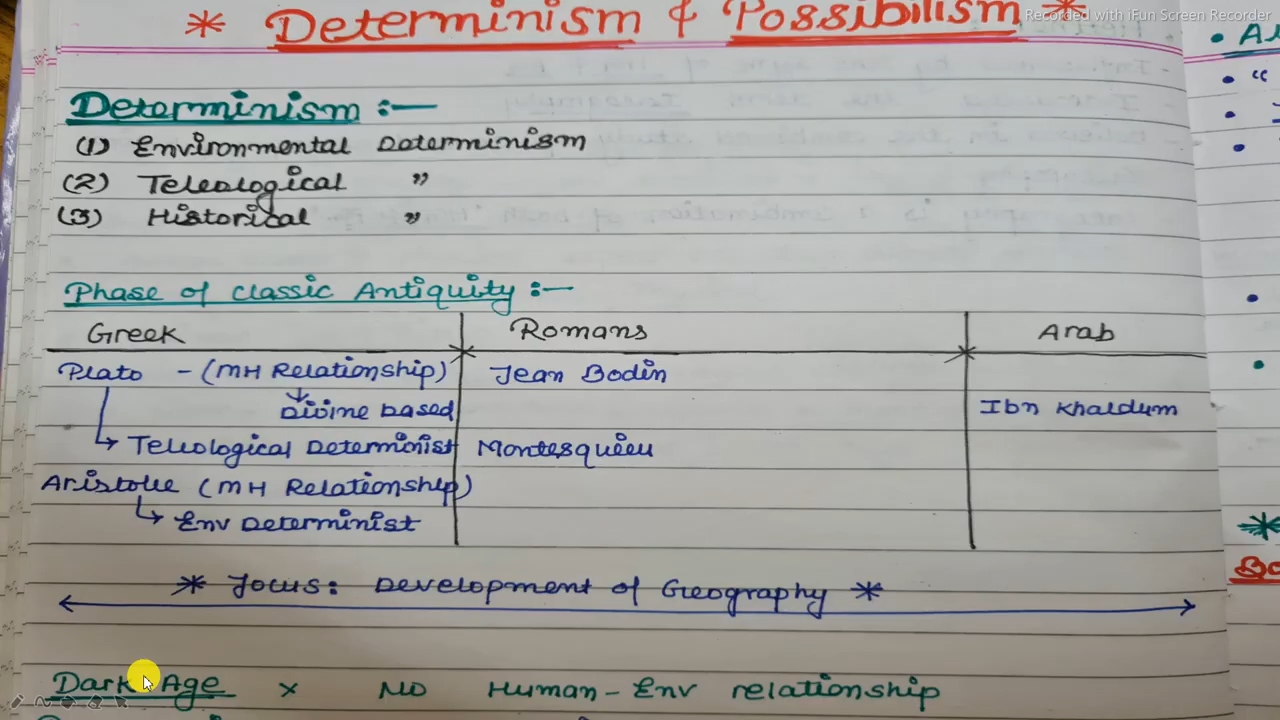 Recorded with iFun Screen Recorder
* Determinism & Possibilism *
Determinism :-
(1) Environmental Determinism
(2) Teleological "
(3) Historical "
Phase of classic Antiquity :-
Greek Romans Arab
Plato - (MH Relationship) Jean Bodin
↓
Divine based Ibn Khaldum
↳ Teleological Determinist Montesquieu
Aristotle (MH Relationship)
↳ Env Determinist
* Focus: Development of Geography *
Dark Age × No Human-Env relationship